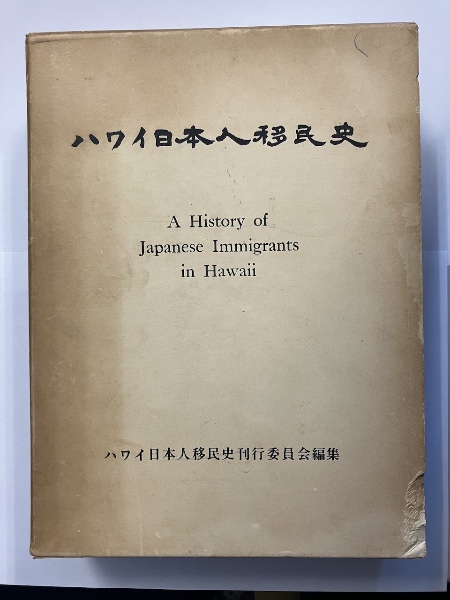 ハワイ日本人移民史
A History of
Japanese Immigrants
in Hawaii
ハワイ日本人移民史刊行委員会編集